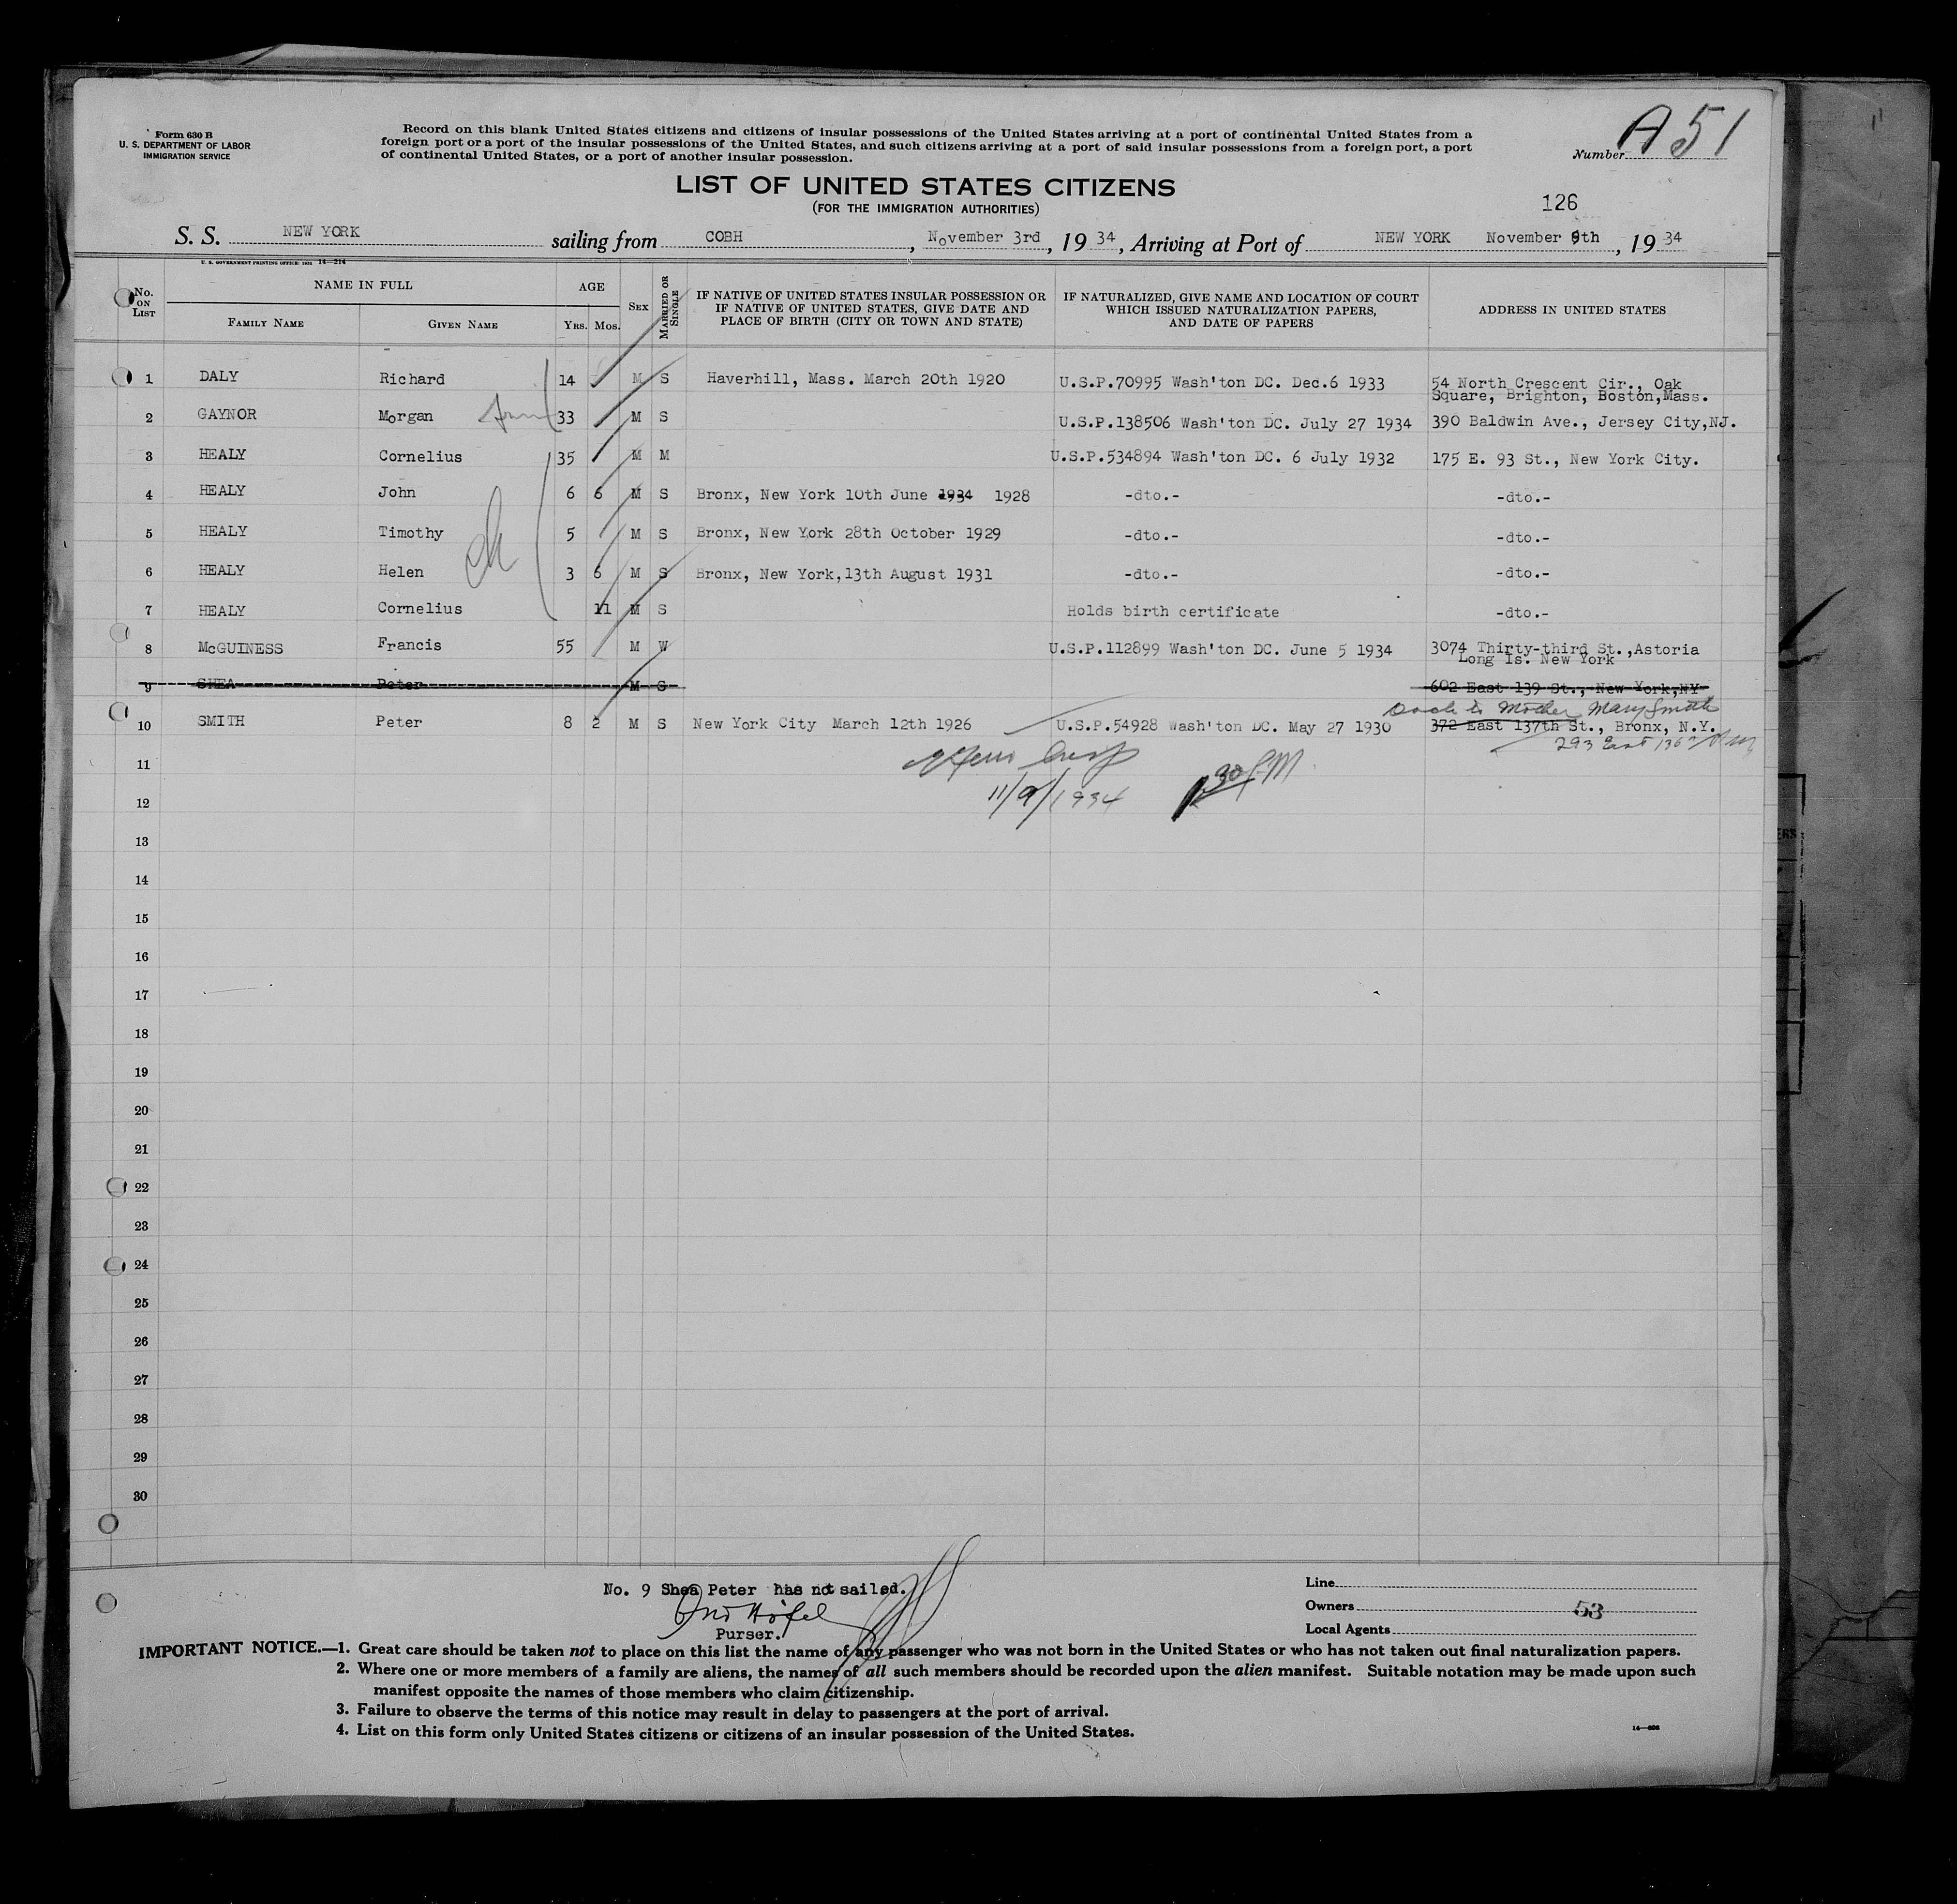 Form 630 B
U. S. DEPARTMENT OF LABOR
IMMIGRATION SERVICE
Record on this blank United States citizens and citizens of insular possessions of the United States arriving at a port of continental United States from a
foreign port or a port of the insular possessions of the United States, and such citizens arriving at a port of said insular possessions from a foreign port, a port
of continental United States, or a port of another insular possession.
Number A 51
LIST OF UNITED STATES CITIZENS
(FOR THE IMMIGRATION AUTHORITIES)
126
S. S. NEW YORK sailing from COBH, November 3rd, 19 34, Arriving at Port of NEW YORK November 9th, 19 34
U. S. GOVERNMENT PRINTING OFFICE: 1931 14—214
No. ON LIST
NAME IN FULL
FAMILY NAME GIVEN NAME
AGE
YRS. MOS.
SEX
MARRIED OR SINGLE
IF NATIVE OF UNITED STATES INSULAR POSSESSION OR
IF NATIVE OF UNITED STATES, GIVE DATE AND
PLACE OF BIRTH (CITY OR TOWN AND STATE)
IF NATURALIZED, GIVE NAME AND LOCATION OF COURT
WHICH ISSUED NATURALIZATION PAPERS,
AND DATE OF PAPERS
ADDRESS IN UNITED STATES
1 DALY Richard 14 M S Haverhill, Mass. March 20th 1920 U.S.P.70995 Wash'ton DC. Dec.6 1933 54 North Crescent Cir., Oak
Square, Brighton, Boston,Mass.
2 GAYNOR Morgan 33 M S U.S.P.138506 Wash'ton DC. July 27 1934 390 Baldwin Ave., Jersey City,NJ.
3 HEALY Cornelius 35 M M U.S.P.534894 Wash'ton DC. 6 July 1932 175 E. 93 St., New York City.
4 HEALY John 6 6 M S Bronx, New York 10th June 1934 1928 -dto.- -dto.-
5 HEALY Timothy 5 M S Bronx, New York 28th October 1929 -dto.- -dto.-
6 HEALY Helen 3 6 M S Bronx, New York,13th August 1931 -dto.- -dto.-
7 HEALY Cornelius 11 M S Holds birth certificate -dto.-
8 McGUINESS Francis 55 M W U.S.P.112899 Wash'ton DC. June 5 1934 3074 Thirty-third St.,Astoria
Long Is. New York
9 SHEA Peter M S 602 East 139 St., New York,NY
to Mother Mary Smith
10 SMITH Peter 8 2 M S New York City March 12th 1926 U.S.P.54928 Wash'ton DC. May 27 1930 372 East 137th St., Bronx, N.Y.
293 East 136
11
11/9/1934
12
13
14
15
16
17
18
19
20
21
22
23
24
25
26
27
28
29
30
No. 9 Shea Peter has not sailed.
Purser.
Line
Owners 53
Local Agents
IMPORTANT NOTICE.—1. Great care should be taken not to place on this list the name of any passenger who was not born in the United States or who has not taken out final naturalization papers.
2. Where one or more members of a family are aliens, the names of all such members should be recorded upon the alien manifest. Suitable notation may be made upon such
manifest opposite the names of those members who claim citizenship.
3. Failure to observe the terms of this notice may result in delay to passengers at the port of arrival.
4. List on this form only United States citizens or citizens of an insular possession of the United States.